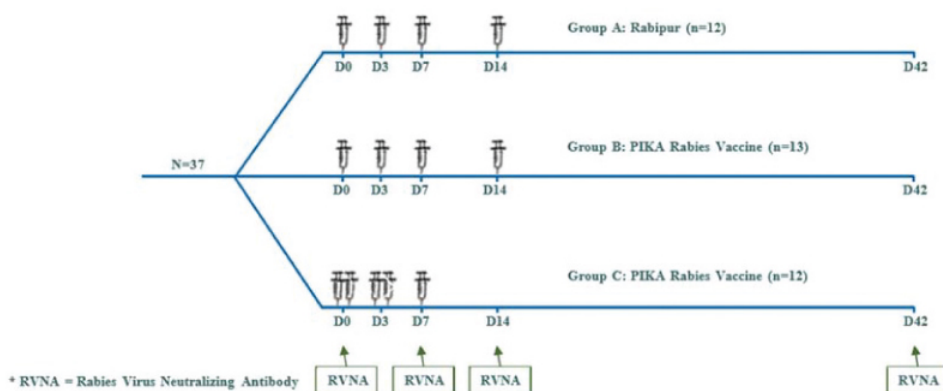 Group A: Rabipur (n=12)
D0 D3 D7 D14 D42
N=37
Group B: PIKA Rabies Vaccine (n=13)
D0 D3 D7 D14 D42
Group C: PIKA Rabies Vaccine (n=12)
D0 D3 D7 D14 D42
* RVNA = Rabies Virus Neutralizing Antibody RVNA RVNA RVNA RVNA